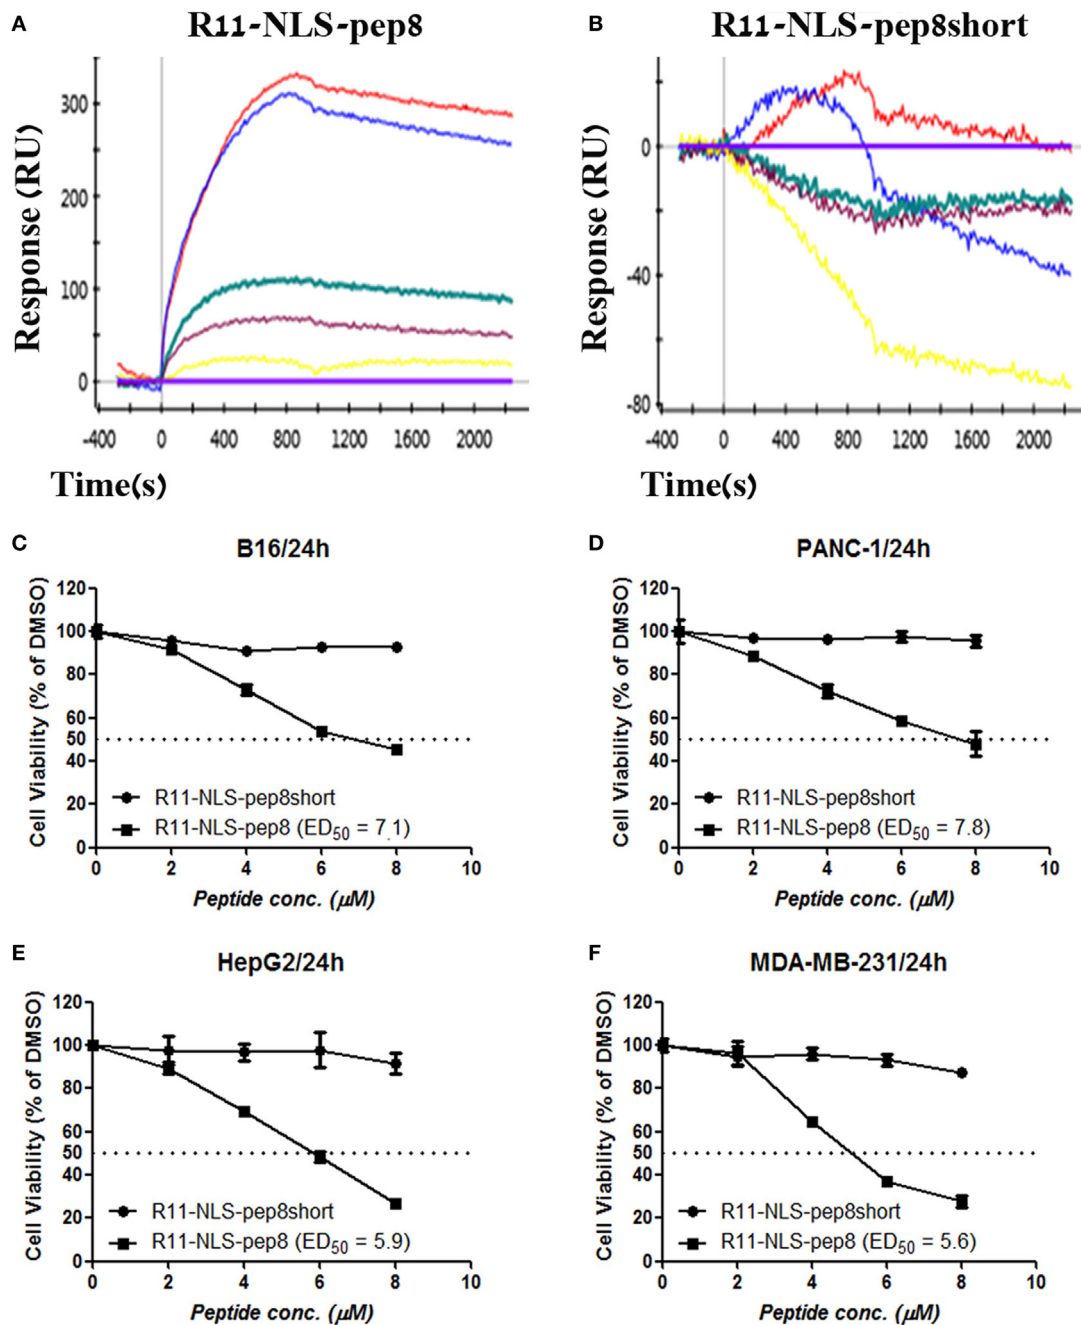 A
R11-NLS-pep8
Response (RU)
300
200
100
0
-400 0 400 800 1200 1600 2000
Time(s)
B
R11-NLS-pep8short
Response (RU)
0
-40
-80
-400 0 400 800 1200 1600 2000
Time(s)
C
B16/24h
Cell Viability (% of DMSO)
120
100
80
60
50
40
20
0
R11-NLS-pep8short
R11-NLS-pep8 (ED50 = 7.1)
0 2 4 6 8 10
Peptide conc. (μM)
D
PANC-1/24h
Cell Viability (% of DMSO)
120
100
80
60
50
40
20
0
R11-NLS-pep8short
R11-NLS-pep8 (ED50 = 7.8)
0 2 4 6 8 10
Peptide conc. (μM)
E
HepG2/24h
Cell Viability (% of DMSO)
120
100
80
60
50
40
20
0
R11-NLS-pep8short
R11-NLS-pep8 (ED50 = 5.9)
0 2 4 6 8 10
Peptide conc. (μM)
F
MDA-MB-231/24h
Cell Viability (% of DMSO)
120
100
80
60
50
40
20
0
R11-NLS-pep8short
R11-NLS-pep8 (ED50 = 5.6)
0 2 4 6 8 10
Peptide conc. (μM)